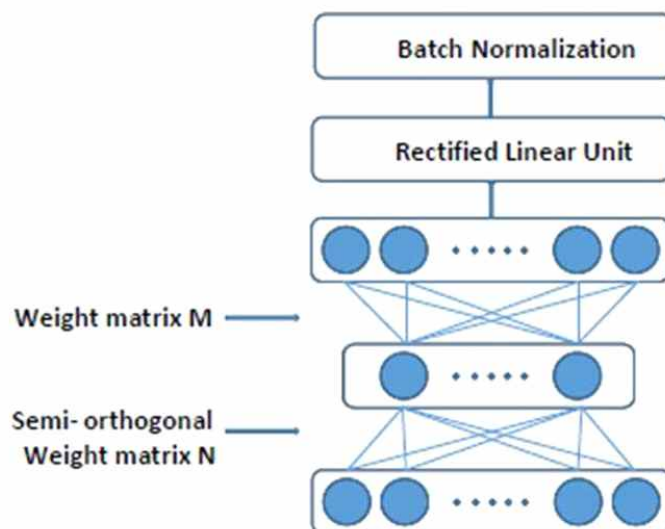 Batch Normalization
Rectified Linear Unit
Weight matrix M
Semi- orthogonal
Weight matrix N